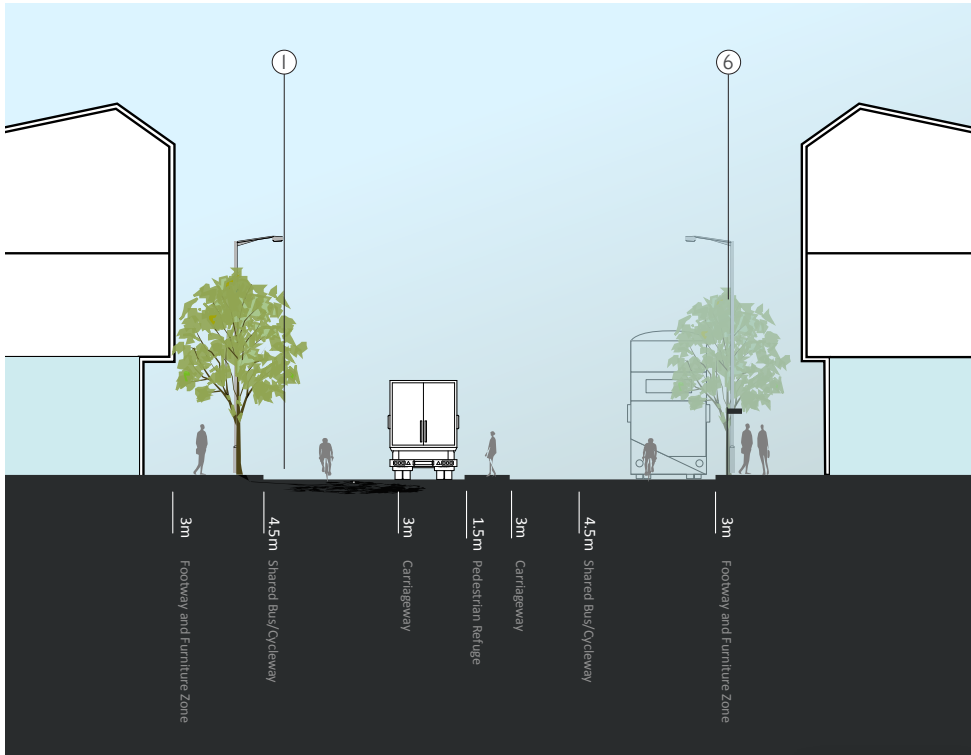 I
6
3m Footway and Furniture Zone
4.5m Shared Bus/Cycleway
3m Carriageway
1.5m Pedestrian Refuge
3m Carriageway
4.5m Shared Bus/Cycleway
3m Footway and Furniture Zone